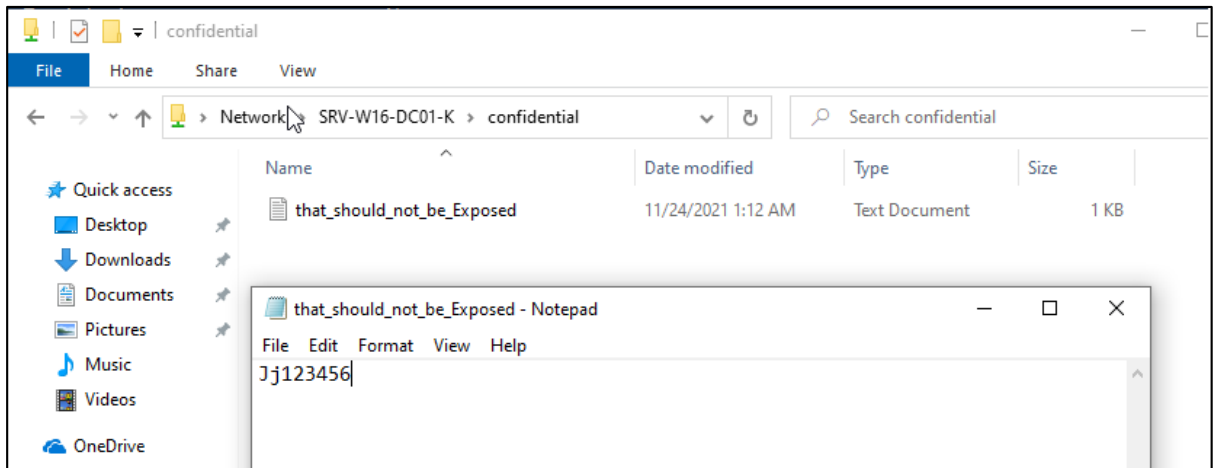 confidential
File Home Share View
Network SRV-W16-DC01-K confidential Search confidential
Name Date modified Type Size
Quick access
that_should_not_be_Exposed 11/24/2021 1:12 AM Text Document 1 KB
Desktop
Downloads
Documents
that_should_not_be_Exposed - Notepad
Pictures
File Edit Format View Help
Music
Jj123456
Videos
OneDrive